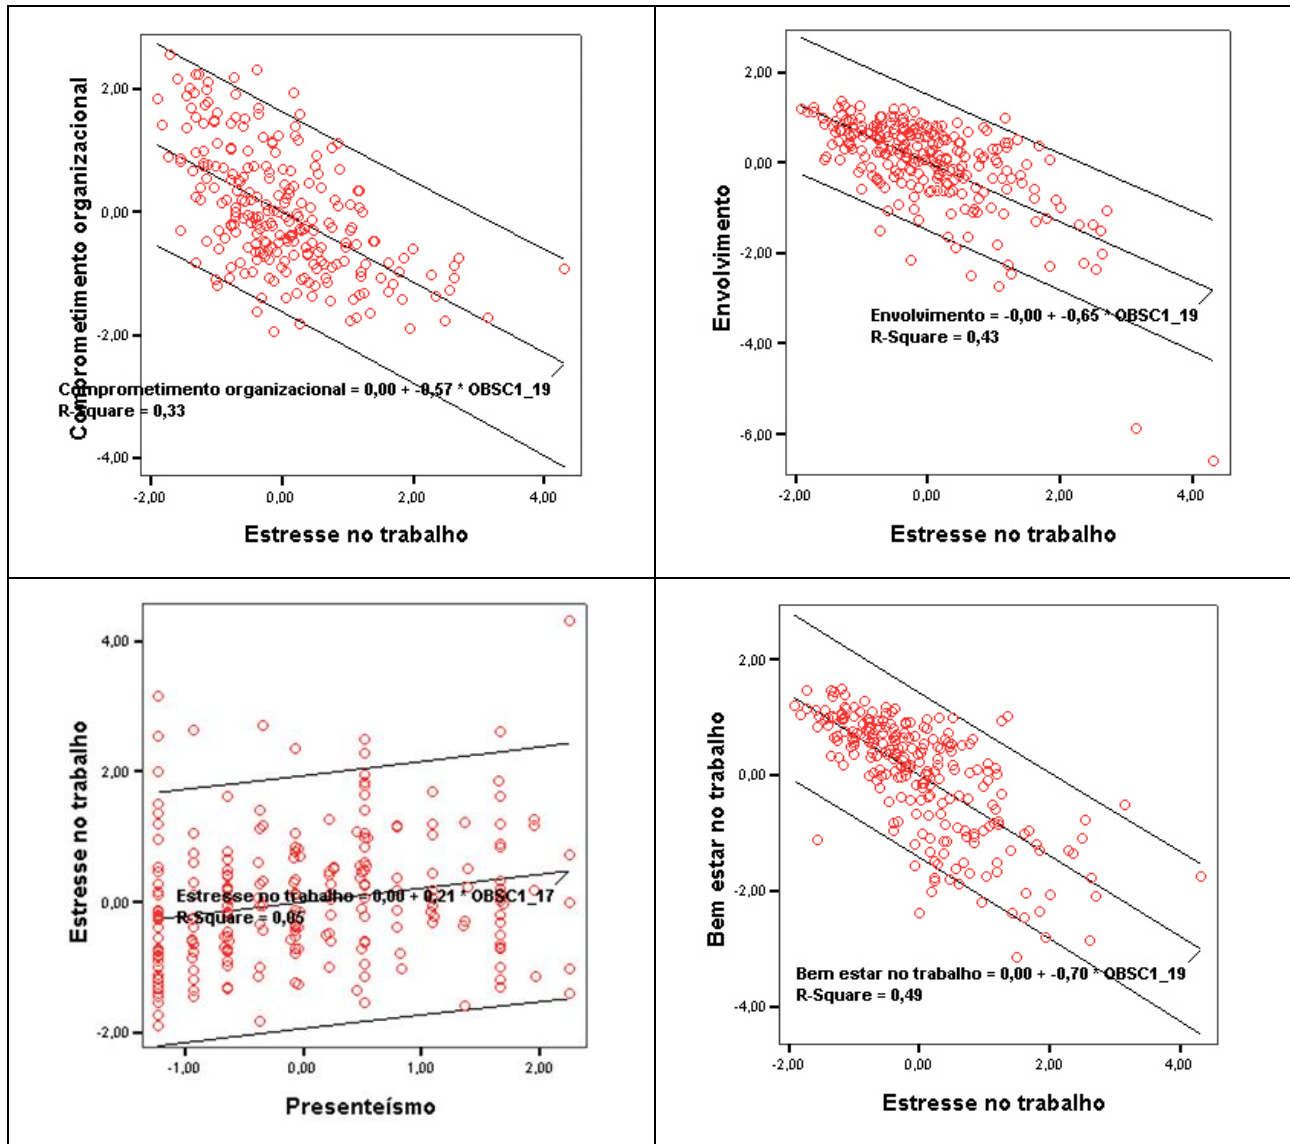 Comprometimento organizacional
2,00
0,00
-2,00
-4,00
Comprometimento organizacional = 0,00 + -0,57 * OBSC1_19
R-Square = 0,33
-2,00 0,00 2,00 4,00
Estresse no trabalho
Envolvimento
2,00
0,00
-2,00
-4,00
-6,00
Envolvimento = -0,00 + -0,65 * OBSC1_19
R-Square = 0,43
-2,00 0,00 2,00 4,00
Estresse no trabalho
Estresse no trabalho
4,00
2,00
0,00
-2,00
Estresse no trabalho = 0,00 + 0,21 * OBSC1_17
R-Square = 0,05
-1,00 0,00 1,00 2,00
Presenteísmo
Bem estar no trabalho
2,00
0,00
-2,00
-4,00
Bem estar no trabalho = 0,00 + -0,70 * OBSC1_19
R-Square = 0,49
-2,00 0,00 2,00 4,00
Estresse no trabalho